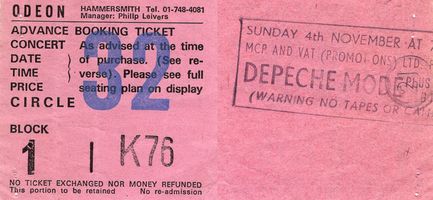 ODEON HAMMERSMITH Tel. 01-748-4081
Manager: Philip Leivers
ADVANCE BOOKING TICKET
CONCERT As advised at the time
DATE of purchase. (See re-
TIME verse). Please see full
PRICE seating plan on display
CIRCLE
32
BLOCK
1 K76
NO TICKET EXCHANGED NOR MONEY REFUNDED
This portion to be retained No re-admission
SUNDAY 4th NOVEMBER AT
MCP AND VAT (PROMOTIONS) LTD
Plus
DEPECHE MODE
(WARNING NO TAPES OR